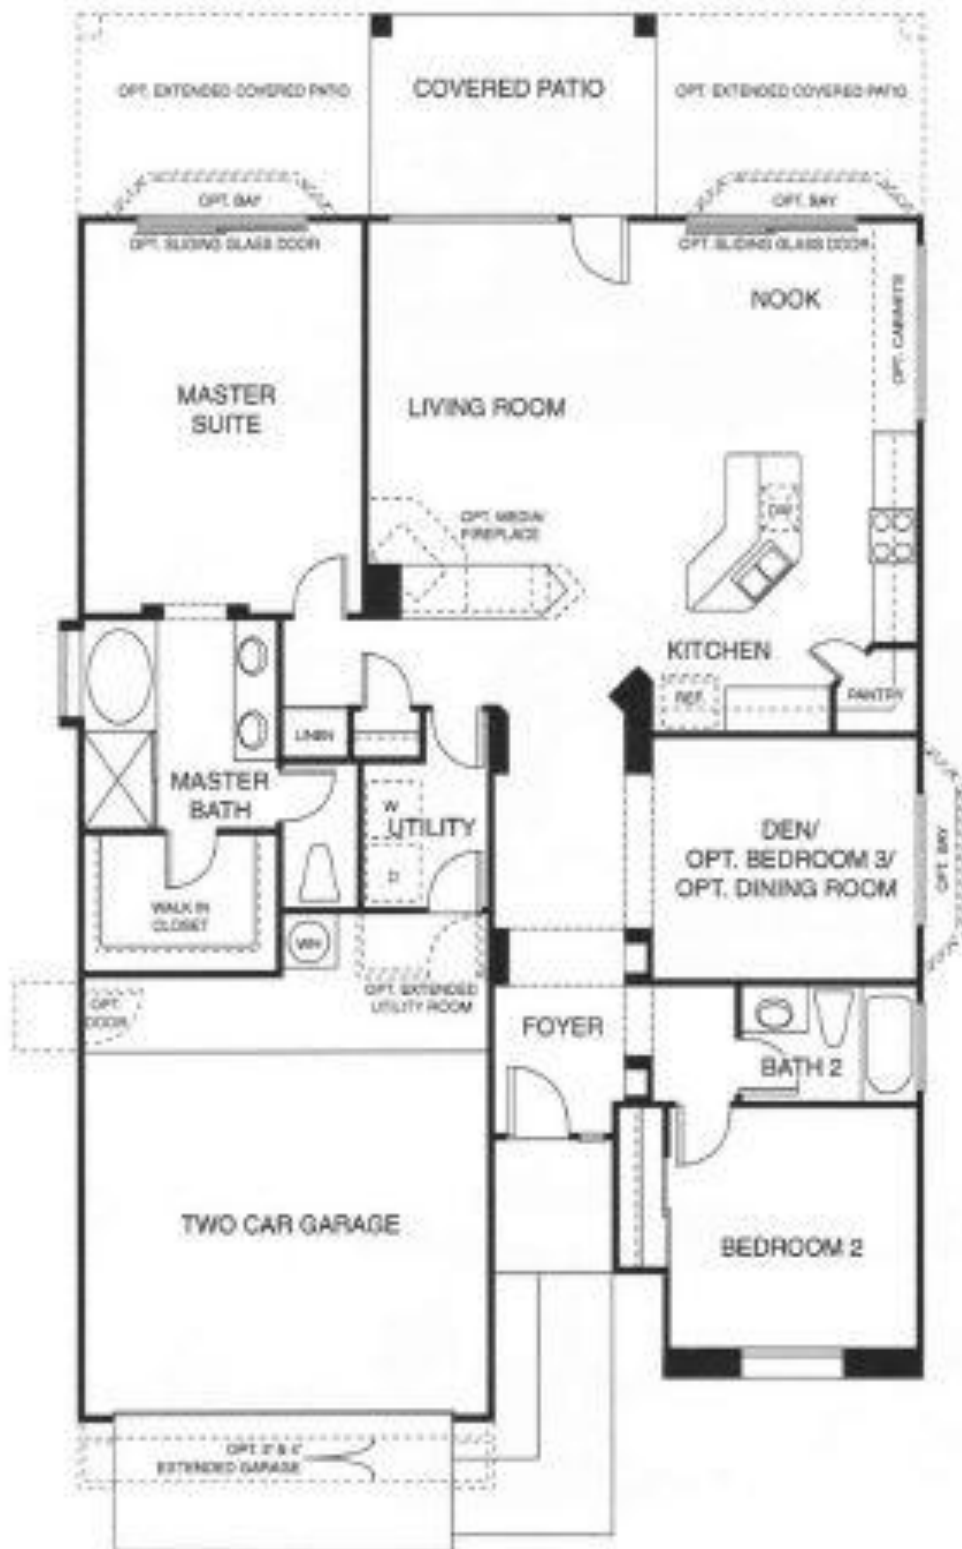 OPT. EXTENDED COVERED PATIO
COVERED PATIO
OPT. EXTENDED COVERED PATIO
OPT. BAY
OPT. BAY
OPT. SLIDING GLASS DOOR
OPT. SLIDING GLASS DOOR
NOOK
OPT. CABINETS
MASTER
SUITE
LIVING ROOM
OPT. MEDIA/
FIREPLACE
DW
KITCHEN
REF.
PANTRY
LINEN
MASTER
BATH
W
UTILITY
D
DEN/
OPT. BEDROOM 3/
OPT. DINING ROOM
OPT. BAY
WALK IN
CLOSET
WH
OPT. EXTENDED
UTILITY ROOM
OPT.
DOOR
FOYER
BATH 2
TWO CAR GARAGE
BEDROOM 2
OPT. 2' & 4'
EXTENDED GARAGE